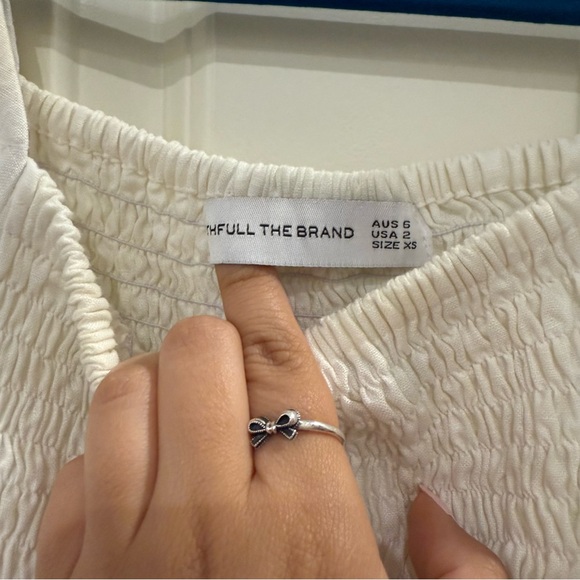 THFULL THE BRAND
AUS 6
USA 2
SIZE XS